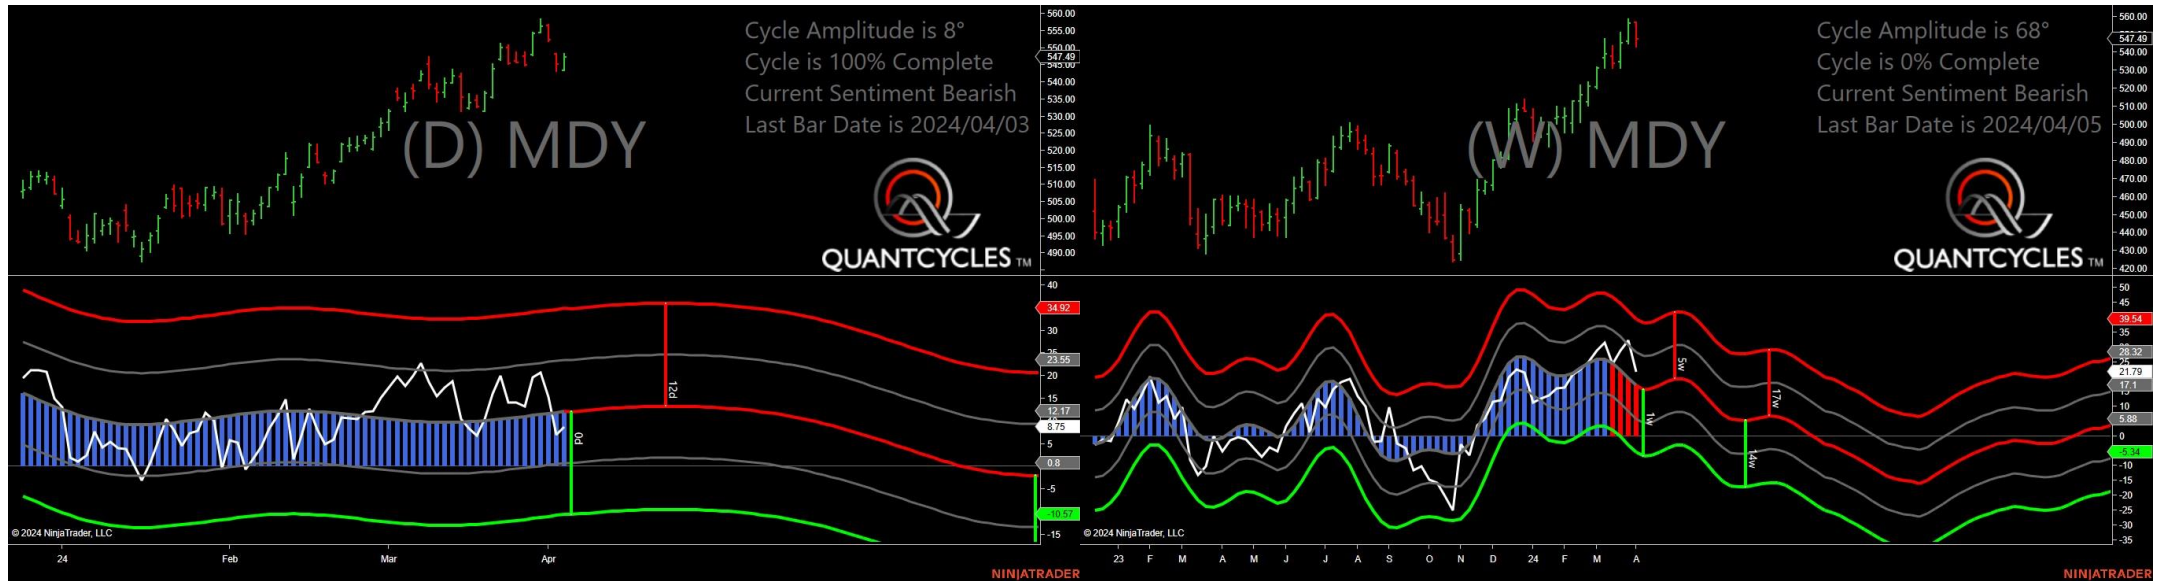 Cycle Amplitude is 8°
Cycle is 100% Complete
Current Sentiment Bearish
Last Bar Date is 2024/04/03
(D) MDY
QUANTCYCLES TM
560.00
555.00
550.00
547.49
545.00
540.00
535.00
530.00
525.00
520.00
515.00
510.00
505.00
500.00
495.00
490.00
40
34.92
30
25
23.55
20
15
12.17
8.75
5
0.8
-5
-10.57
-15
12d
0d
© 2024 NinjaTrader, LLC
24 Feb Mar Apr
NINJATRADER
Cycle Amplitude is 68°
Cycle is 0% Complete
Current Sentiment Bearish
Last Bar Date is 2024/04/05
(W) MDY
QUANTCYCLES TM
560.00
547.49
540.00
530.00
520.00
510.00
500.00
490.00
480.00
470.00
460.00
450.00
440.00
430.00
420.00
50
45
39.54
35
28.32
21.79
17.1
15
10
5.88
0
-5.34
-10
-15
-20
-25
-30
-35
5w
17w
1w
14w
© 2024 NinjaTrader, LLC
23 F M A M J J A S O N D 24 F M A
NINJATRADER